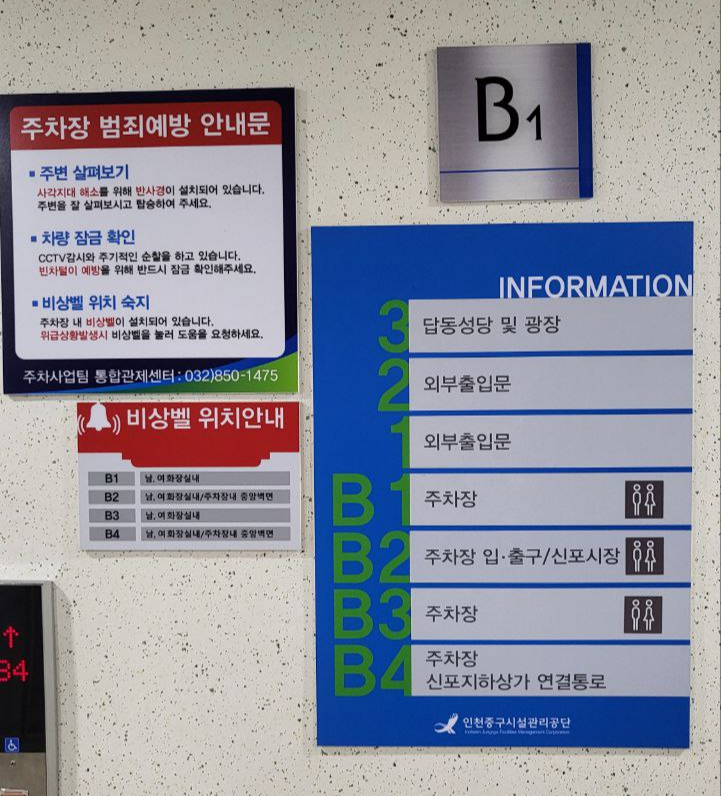 주차장 범죄예방 안내문
▪ 주변 살펴보기
사각지대 해소를 위해 반사경이 설치되어 있습니다.
주변을 잘 살펴보시고 탑승하여 주세요.
▪ 차량 잠금 확인
CCTV감시와 주기적인 순찰을 하고 있습니다.
빈차털이 예방을 위해 반드시 잠금 확인해주세요.
▪ 비상벨 위치 숙지
주차장 내 비상벨이 설치되어 있습니다.
위급상황발생시 비상벨을 눌러 도움을 요청하세요.
주차사업팀 통합관제센터 : 032)850-1475
비상벨 위치안내
B1 남, 여화장실내
B2 남, 여화장실내/주차장내 중앙벽면
B3 남, 여화장실내
B4 남, 여화장실내/주차장내 중앙벽면
B1
INFORMATION
3 답동성당 및 광장
2 외부출입문
1 외부출입문
B1 주차장
B2 주차장 입·출구/신포시장
B3 주차장
B4 주차장
신포지하상가 연결통로
인천중구시설관리공단
Incheon Jung-gu Facilities Management Corporation
↑
B4